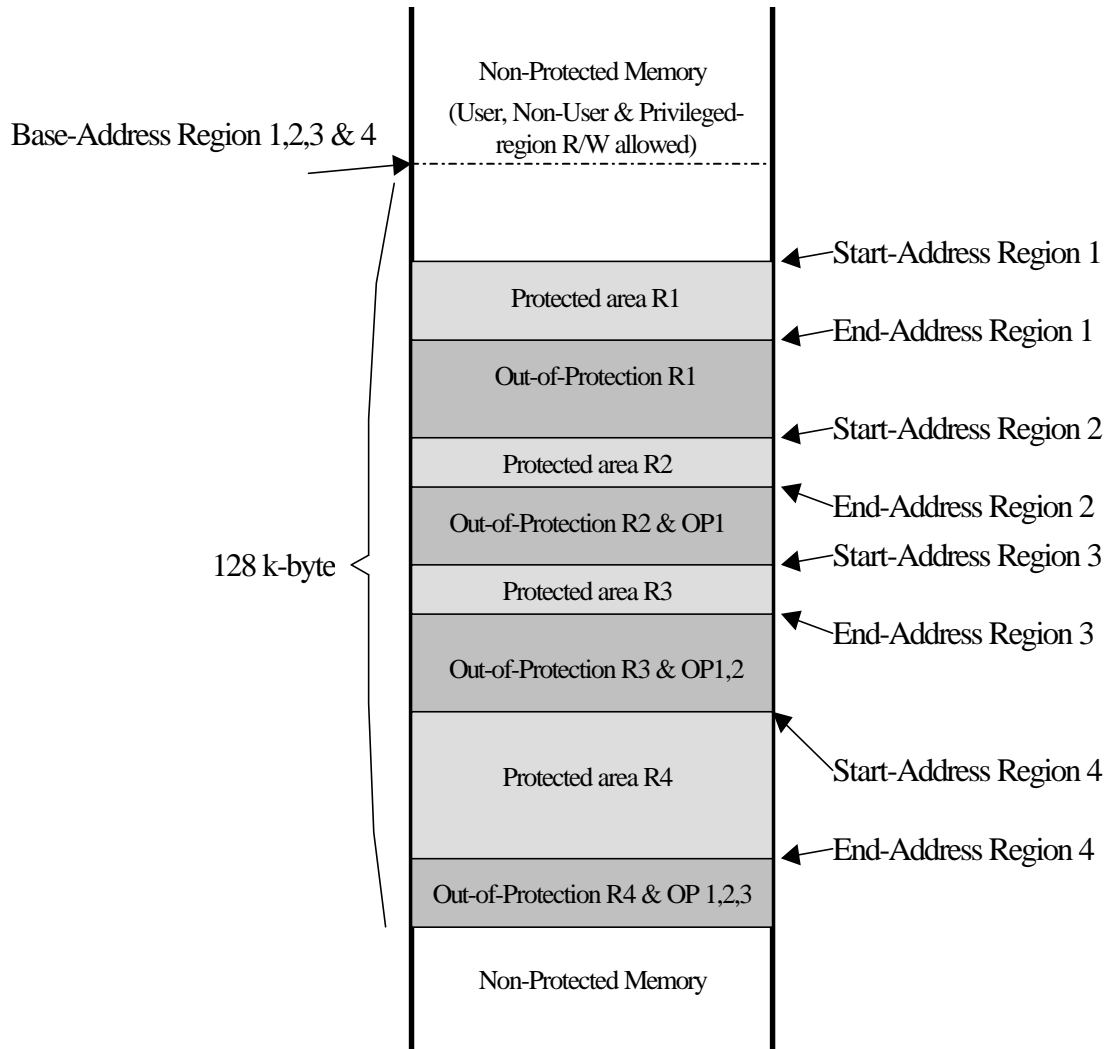 Non-Protected Memory
(User, Non-User & Privileged-
region R/W allowed)
Base-Address Region 1,2,3 & 4
Start-Address Region 1
Protected area R1
End-Address Region 1
Out-of-Protection R1
Start-Address Region 2
Protected area R2
End-Address Region 2
Out-of-Protection R2 & OP1
Start-Address Region 3
128 k-byte
Protected area R3
End-Address Region 3
Out-of-Protection R3 & OP1,2
Start-Address Region 4
Protected area R4
End-Address Region 4
Out-of-Protection R4 & OP 1,2,3
Non-Protected Memory